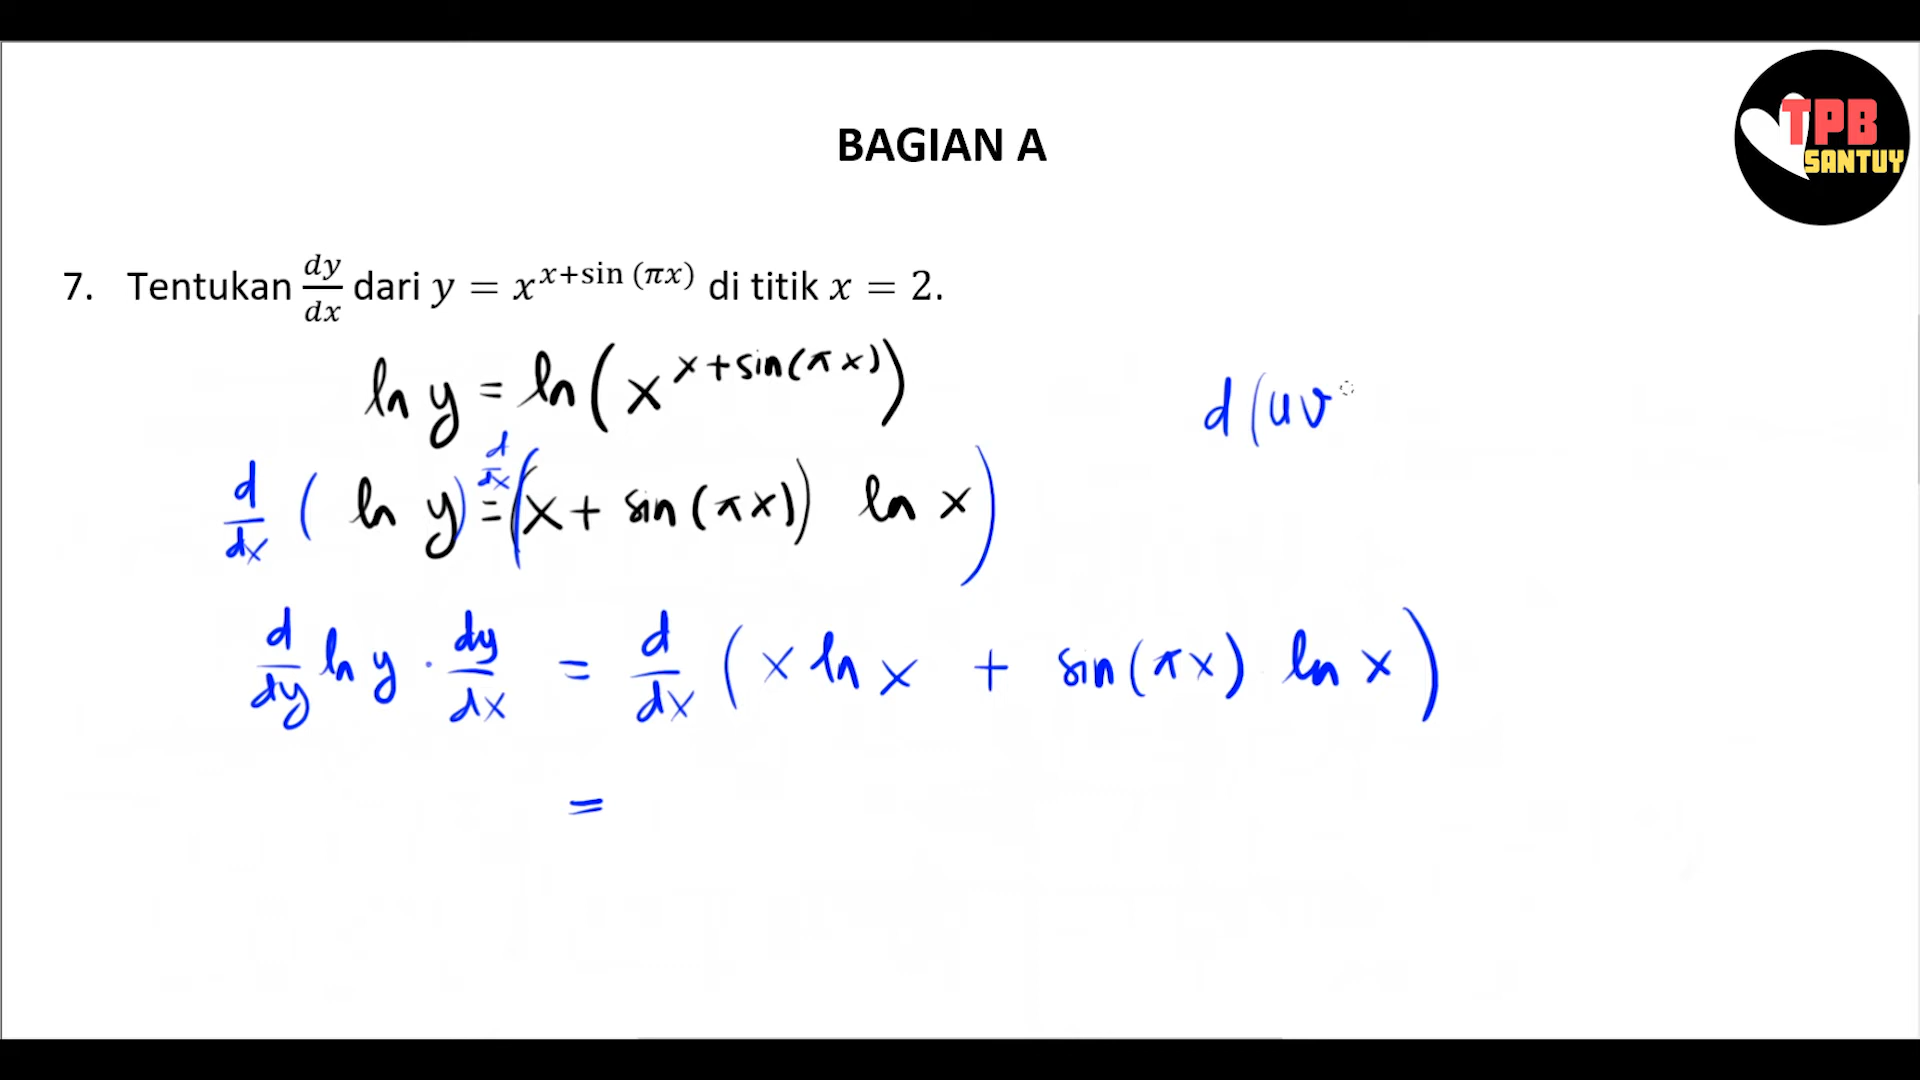 TPB
SANTUY
BAGIAN A
7. Tentukan dy/dx dari y = x^(x+sin (πx)) di titik x = 2.
ln y = ln(x^(x+sin(πx)))
d(uv
d/dx ( ln y) = d/dx ((x + sin(πx)) ln x)
d/dy ln y · dy/dx = d/dx (x ln x + sin(πx) ln x)
=